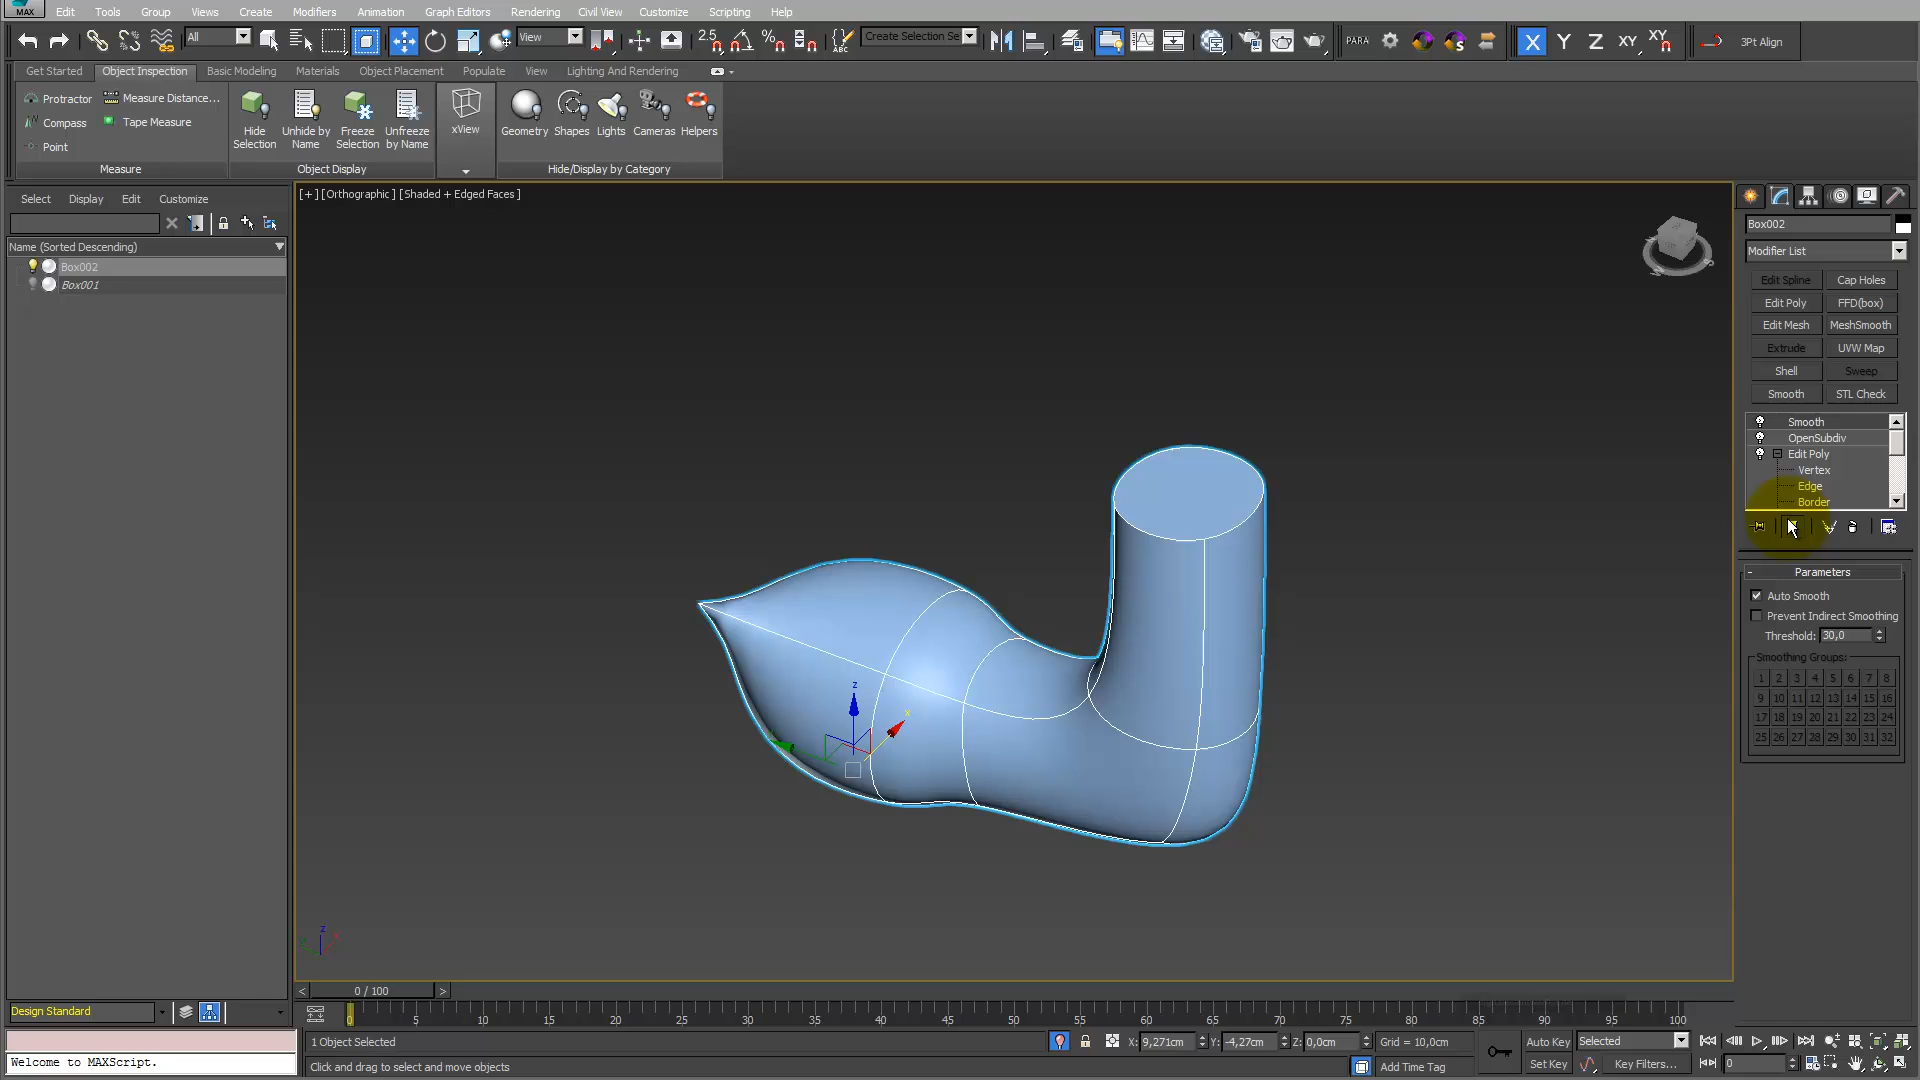 MAX Edit Tools Group Views Create Modifiers Animation Graph Editors Rendering Civil View Customize Scripting Help
All View 2.5 % ABC Create Selection Se PARA X Y Z XY XY 3Pt Align
Get Started Object Inspection Basic Modeling Materials Object Placement Populate View Lighting And Rendering
Protractor Measure Distance...
Compass Tape Measure
Point
Hide Selection Unhide by Name Freeze Selection Unfreeze by Name xView Geometry Shapes Lights Cameras Helpers
Measure Object Display Hide/Display by Category
Select Display Edit Customize
Name (Sorted Descending)
Box002
Box001
[+] [Orthographic ] [Shaded + Edged Faces ]
Box002
Modifier List
Edit Spline Cap Holes
Edit Poly FFD(box)
Edit Mesh MeshSmooth
Extrude UVW Map
Shell Sweep
Smooth STL Check
Smooth
OpenSubdiv
Edit Poly
Vertex
Edge
Border
Parameters
Auto Smooth
Prevent Indirect Smoothing
Threshold: 30,0
Smoothing Groups:
1 2 3 4 5 6 7 8
9 10 11 12 13 14 15 16
17 18 19 20 21 22 23 24
25 26 27 28 29 30 31 32
z
x
z
x
< 0 / 100 >
Design Standard
0 5 10 15 20 25 30 35 40 45 50 55 60 65 70 75 80 85 90 95 100
1 Object Selected X: 9,271cm Y: -4,27cm Z: 0,0cm Grid = 10,0cm Auto Key Selected
Welcome to MAXScript. Click and drag to select and move objects Add Time Tag Set Key Key Filters... 0